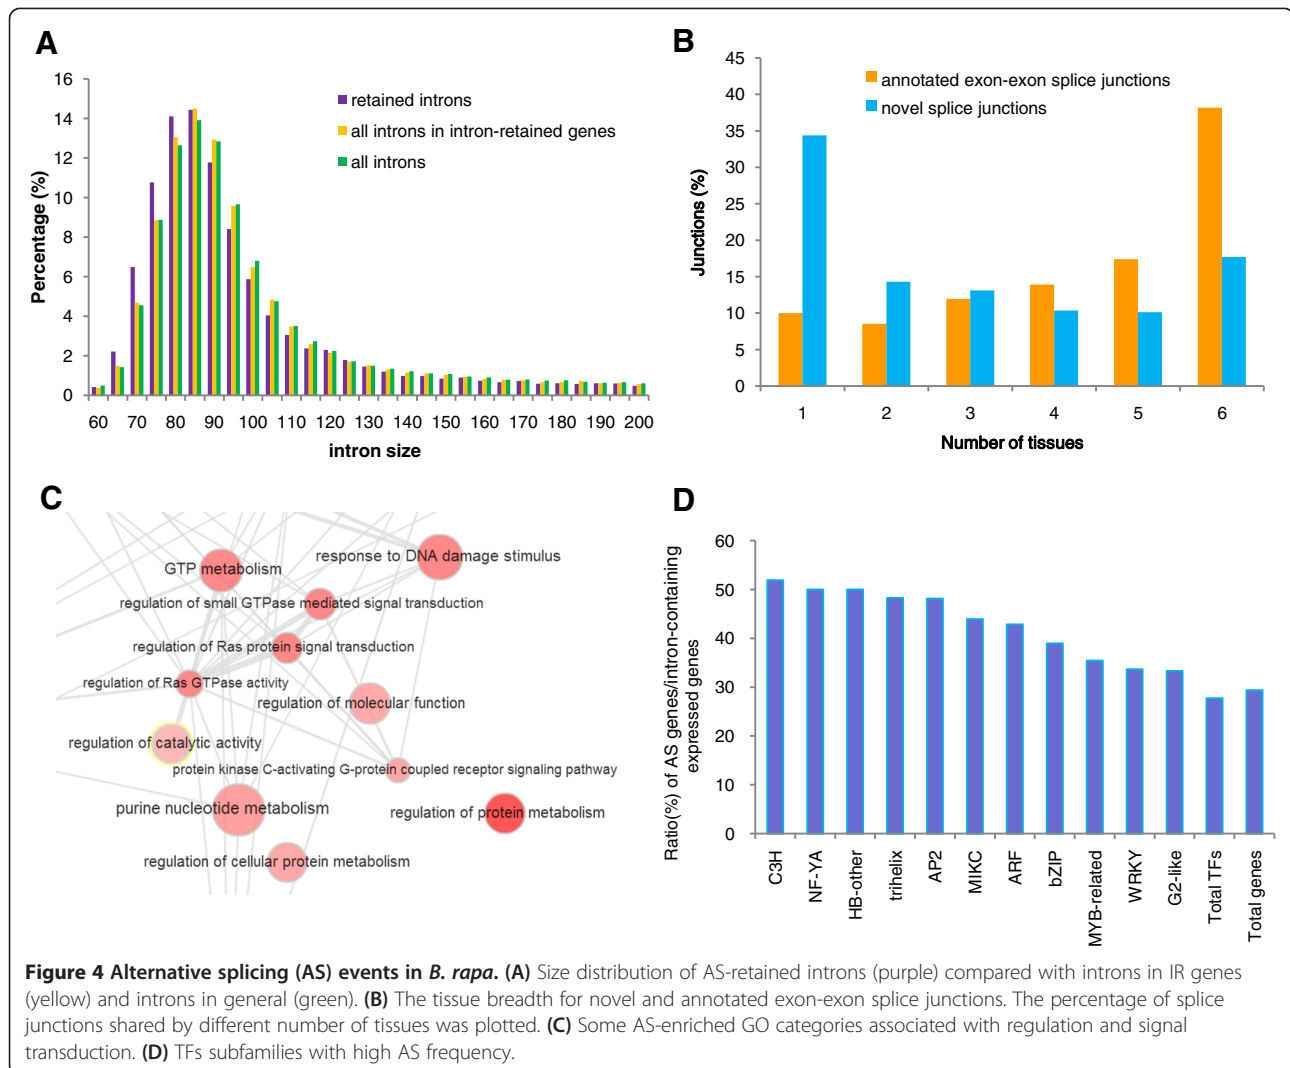 A
16
14
12
10
8
6
4
2
0
Percentage (%)
retained introns
all introns in intron-retained genes
all introns
60 70 80 90 100 110 120 130 140 150 160 170 180 190 200
intron size
B
45
40
35
30
25
20
15
10
5
0
Junctions (%)
annotated exon-exon splice junctions
novel splice junctions
1 2 3 4 5 6
Number of tissues
C
response to DNA damage stimulus
GTP metabolism
regulation of small GTPase mediated signal transduction
regulation of Ras protein signal transduction
regulation of Ras GTPase activity
regulation of molecular function
regulation of catalytic activity
protein kinase C-activating G-protein coupled receptor signaling pathway
purine nucleotide metabolism
regulation of protein metabolism
regulation of cellular protein metabolism
D
60
50
40
30
20
10
0
Ratio(%) of AS genes/intron-containing
expressed genes
C3H
NF-YA
HB-other
trihelix
AP2
MIKC
ARF
bZIP
MYB-related
WRKY
G2-like
Total TFs
Total genes
Figure 4 Alternative splicing (AS) events in B. rapa. (A) Size distribution of AS-retained introns (purple) compared with introns in IR genes
(yellow) and introns in general (green). (B) The tissue breadth for novel and annotated exon-exon splice junctions. The percentage of splice
junctions shared by different number of tissues was plotted. (C) Some AS-enriched GO categories associated with regulation and signal
transduction. (D) TFs subfamilies with high AS frequency.